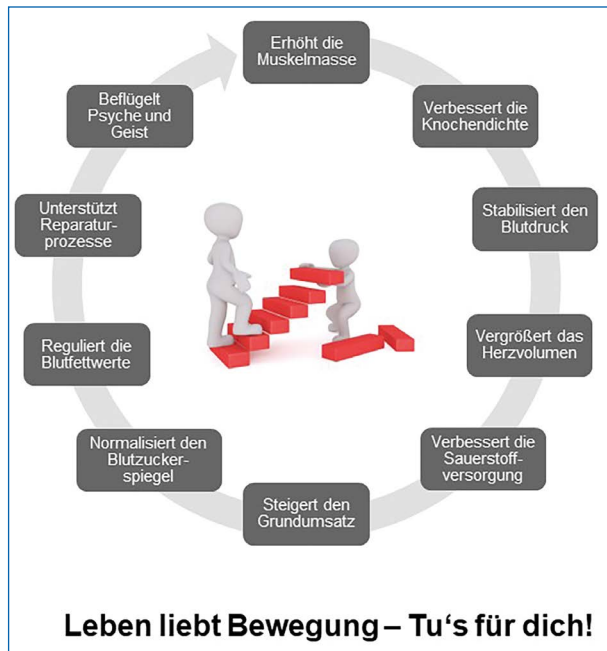 Erhöht die
Muskelmasse
Verbessert die
Knochendichte
Stabilisiert den
Blutdruck
Vergrößert das
Herzvolumen
Verbessert die
Sauerstoff-
versorgung
Steigert den
Grundumsatz
Normalisiert den
Blutzucker-
spiegel
Reguliert die
Blutfettwerte
Unterstützt
Reparatur-
prozesse
Beflügelt
Psyche und
Geist
Leben liebt Bewegung – Tu‘s für dich!